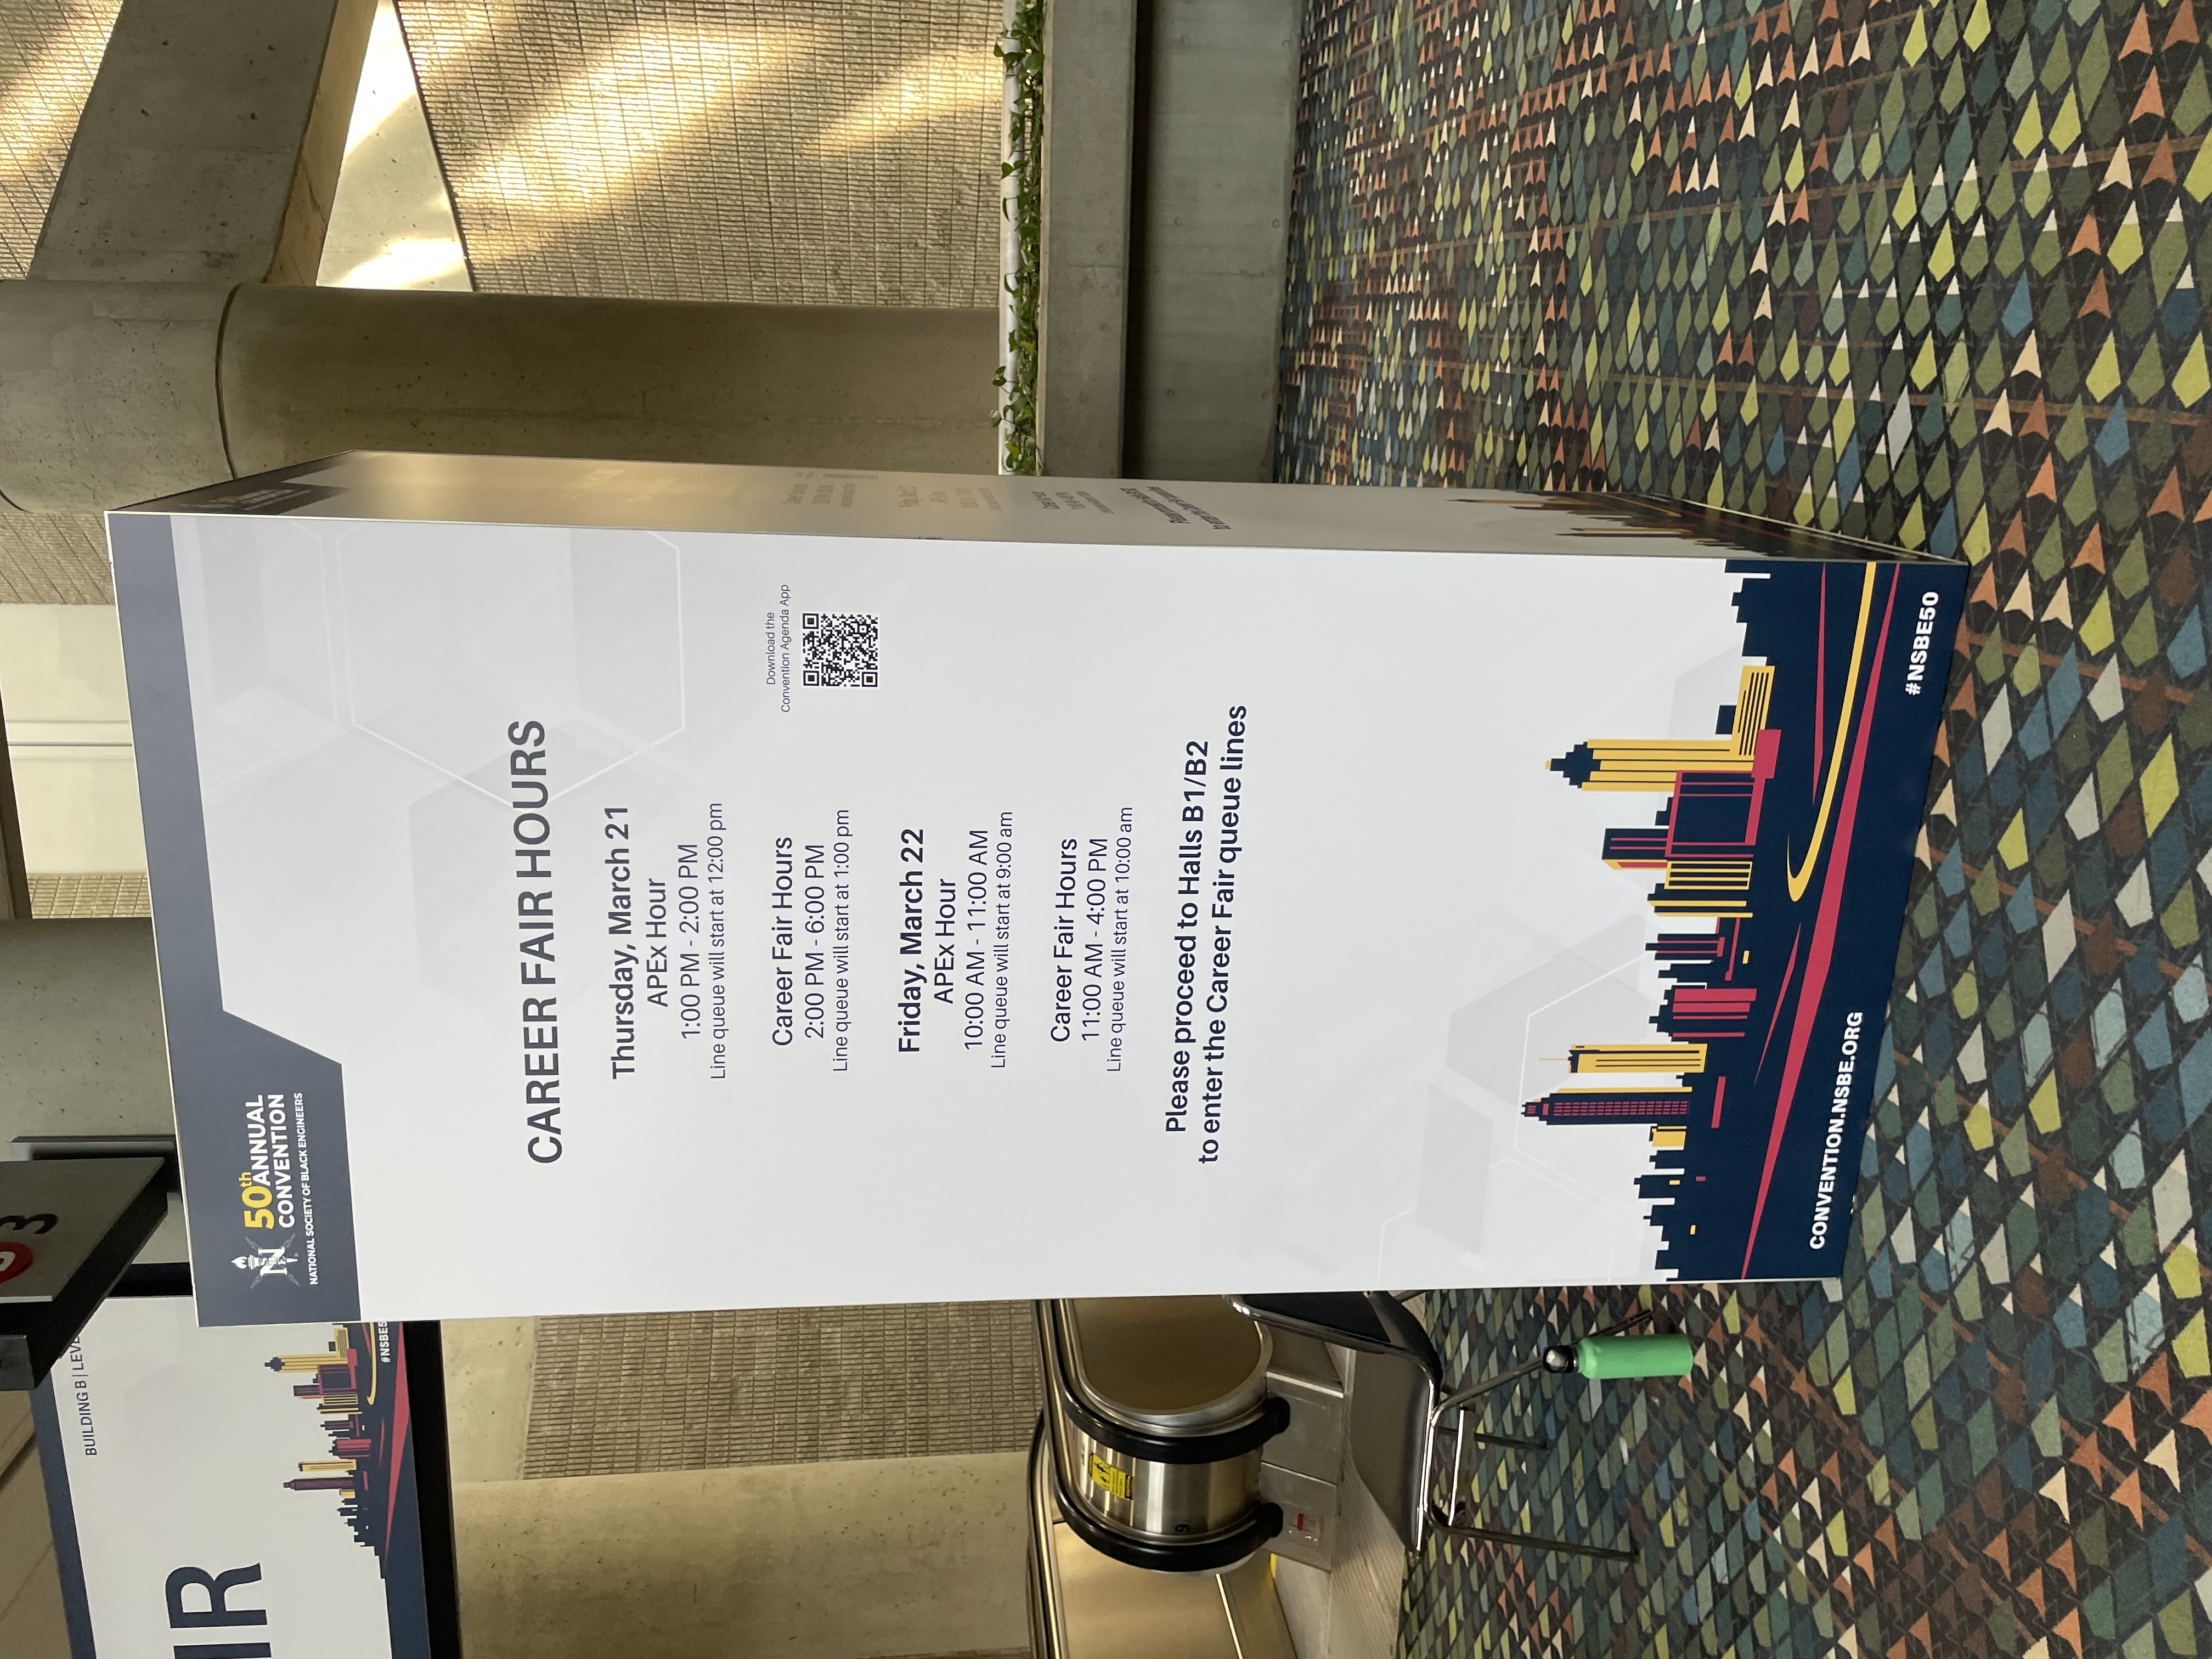 3
BUILDING B | LEVE
IR
#NSBE5
50th ANNUAL
CONVENTION
NATIONAL SOCIETY OF BLACK ENGINEERS
CAREER FAIR HOURS
Thursday, March 21
APEx Hour
1:00 PM - 2:00 PM
Line queue will start at 12:00 pm
Career Fair Hours
2:00 PM - 6:00 PM
Line queue will start at 1:00 pm
Download the
Convention Agenda App
Friday, March 22
APEx Hour
10:00 AM - 11:00 AM
Line queue will start at 9:00 am
Career Fair Hours
11:00 AM - 4:00 PM
Line queue will start at 10:00 am
Please proceed to Halls B1/B2
to enter the Career Fair queue lines
9
CONVENTION.NSBE.ORG
#NSBE50